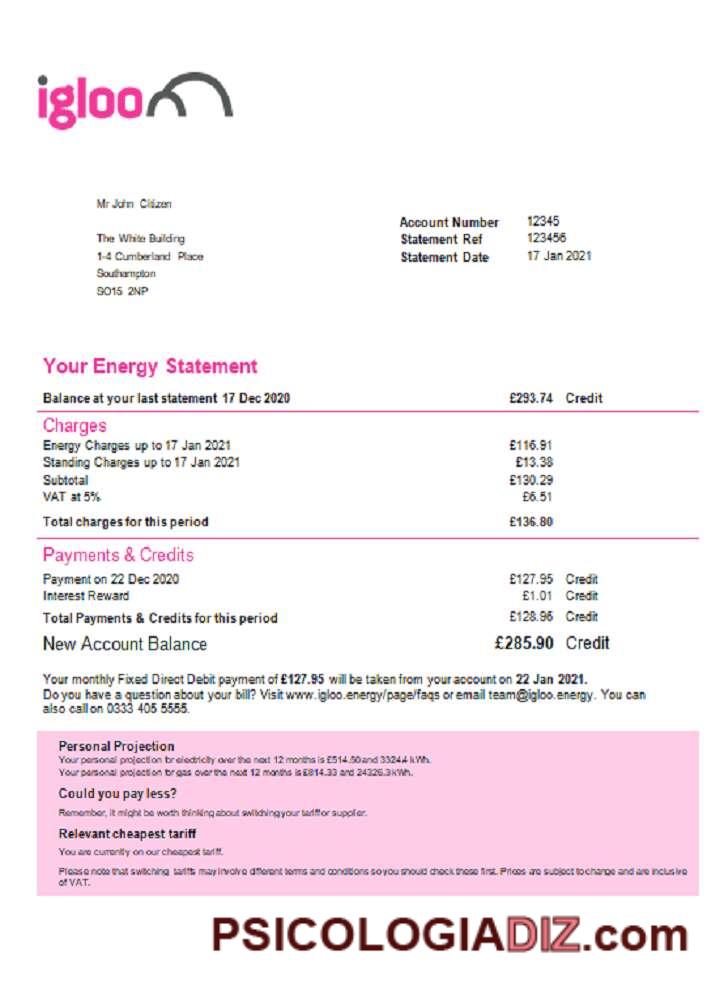 igloo
Mr John Citizen
The White Building
1-4 Cumberland Place
Southampton
SO15 2NP
Account Number 12345
Statement Ref 123456
Statement Date 17 Jan 2021
Your Energy Statement
Balance at your last statement 17 Dec 2020 £293.74 Credit
Charges
Energy Charges up to 17 Jan 2021 £116.91
Standing Charges up to 17 Jan 2021 £13.38
Subtotal £130.29
VAT at 5% £6.51
Total charges for this period £136.80
Payments & Credits
Payment on 22 Dec 2020 £127.95 Credit
Interest Reward £1.01 Credit
Total Payments & Credits for this period £128.96 Credit
New Account Balance £285.90 Credit
Your monthly Fixed Direct Debit payment of £127.95 will be taken from your account on 22 Jan 2021.
Do you have a question about your bill? Visit www.igloo.energy/page/faqs or email team@igloo.energy. You can
also call on 0333 405 5555.
Personal Projection
Your personal projection for electricity over the next 12 months is £514.50 and 3324.4 kWh.
Your personal projection for gas over the next 12 months is £814.33 and 24326.3 kWh.
Could you pay less?
Remember, it might be worth thinking about switching your tariff or supplier.
Relevant cheapest tariff
You are currently on our cheapest tariff.
Please note that switching tariffs may involve different terms and conditions so you should check these first. Prices are subject to change and are inclusive
of VAT.
PSICOLOGIADIZ.com